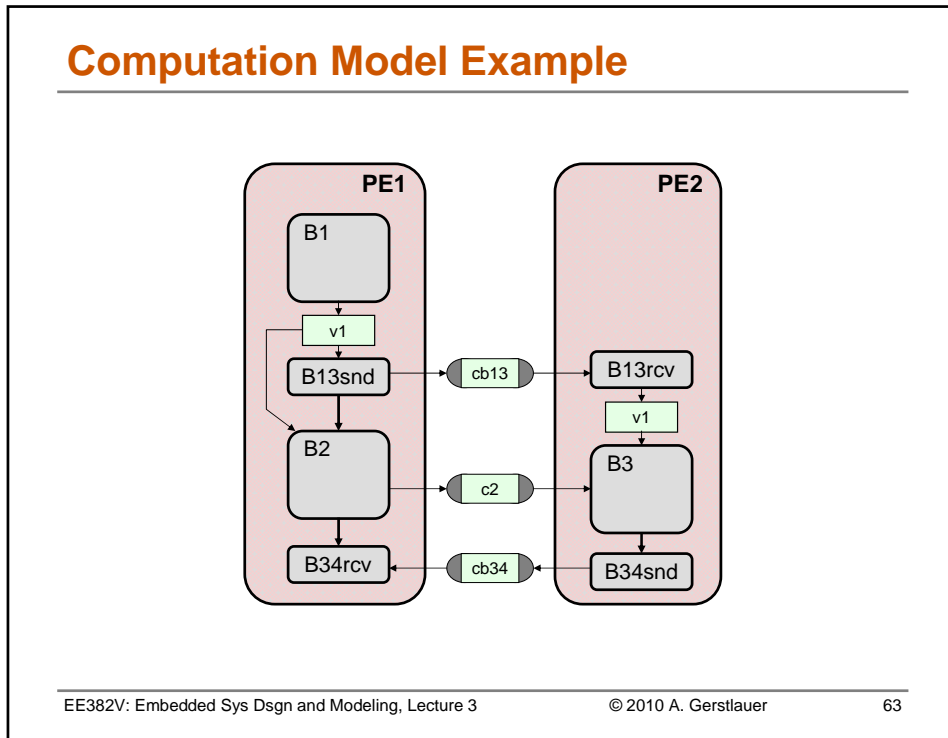 Computation Model Example
PE1
PE2
B1
v1
B13snd
cb13
B13rcv
v1
B2
B3
c2
B34rcv
cb34
B34snd
EE382V: Embedded Sys Dsgn and Modeling, Lecture 3
© 2010 A. Gerstlauer
63